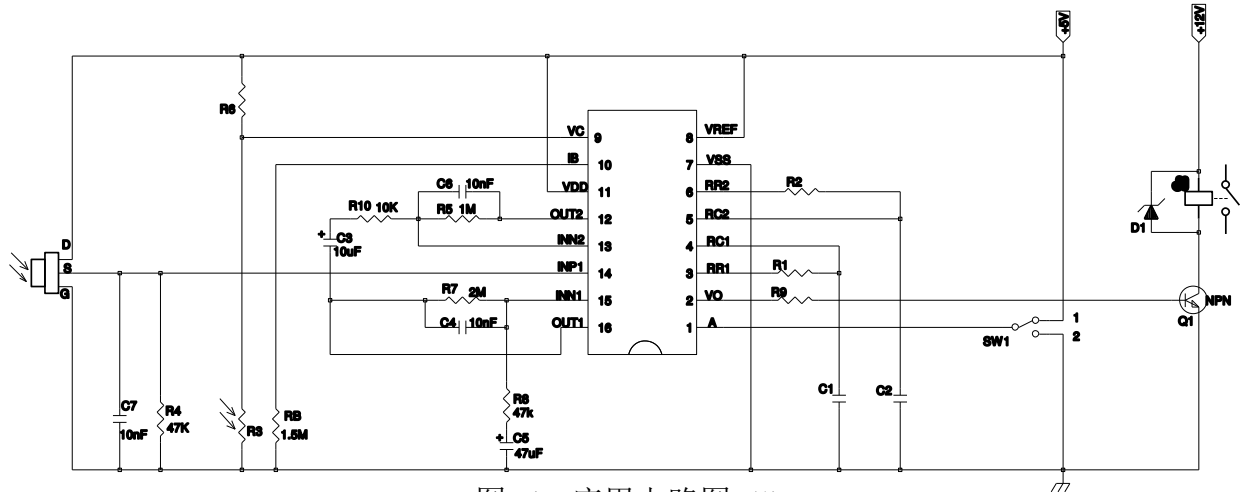 +5V
+12V
R6
VC
9
8
VREF
IB
10
7
VSS
C6
10nF
VDD
11
6
RR2
R2
R10
10K
R5
1M
OUT2
12
5
RC2
D1
+
C3
10uF
INN2
13
4
RC1
D
S
G
INP1
14
3
RR1
R1
R7
2M
INN1
15
2
VO
R9
NPN
Q1
C4
10nF
OUT1
16
1
A
SW1
1
2
C7
10nF
R4
47K
R3
RB
1.5M
R8
47k
+
C5
47uF
C1
C2